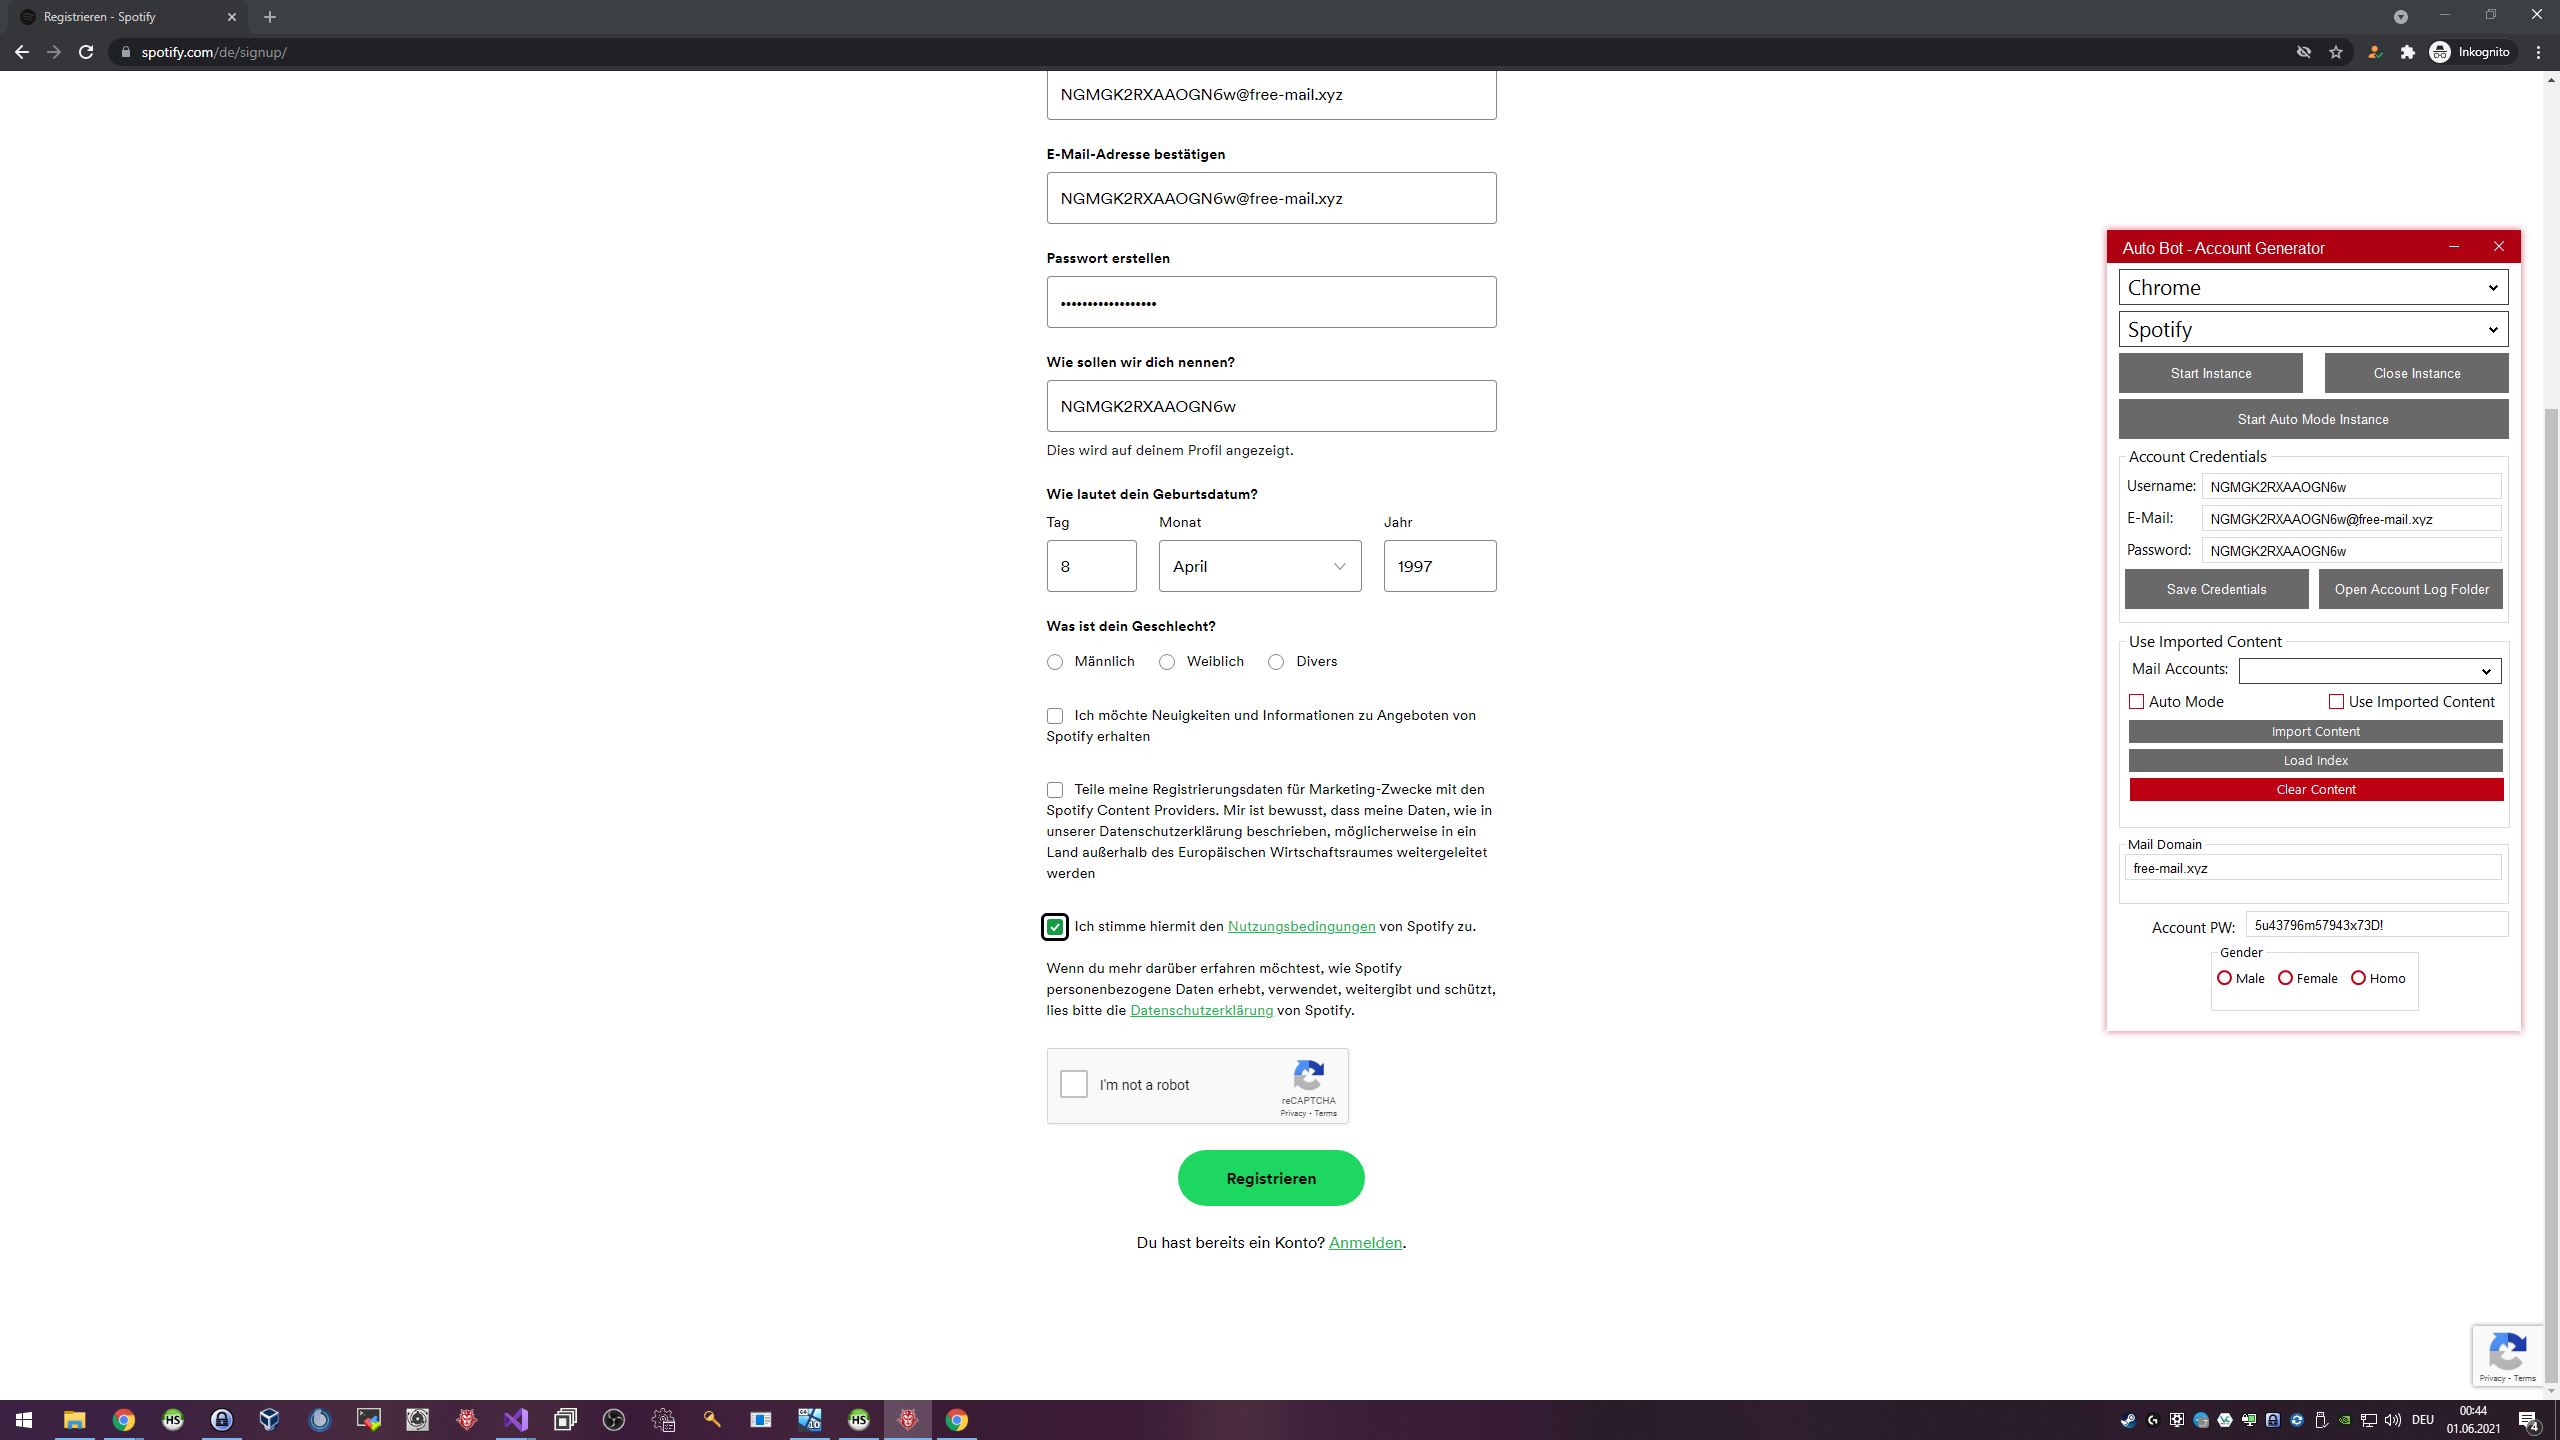 Registrieren - Spotify
spotify.com/de/signup/
Inkognito
NGMGK2RXAAOGN6w@free-mail.xyz
E-Mail-Adresse bestätigen
NGMGK2RXAAOGN6w@free-mail.xyz
Passwort erstellen
••••••••••••••••••
Wie sollen wir dich nennen?
NGMGK2RXAAOGN6w
Dies wird auf deinem Profil angezeigt.
Wie lautet dein Geburtsdatum?
Tag Monat Jahr
8 April 1997
Was ist dein Geschlecht?
Männlich Weiblich Divers
Ich möchte Neuigkeiten und Informationen zu Angeboten von
Spotify erhalten
Teile meine Registrierungsdaten für Marketing-Zwecke mit den
Spotify Content Providers. Mir ist bewusst, dass meine Daten, wie in
unserer Datenschutzerklärung beschrieben, möglicherweise in ein
Land außerhalb des Europäischen Wirtschaftsraumes weitergeleitet
werden
Ich stimme hiermit den Nutzungsbedingungen von Spotify zu.
Wenn du mehr darüber erfahren möchtest, wie Spotify
personenbezogene Daten erhebt, verwendet, weitergibt und schützt,
lies bitte die Datenschutzerklärung von Spotify.
I'm not a robot
reCAPTCHA
Privacy - Terms
Registrieren
Du hast bereits ein Konto? Anmelden.
Auto Bot - Account Generator
Chrome
Spotify
Start Instance Close Instance
Start Auto Mode Instance
Account Credentials
Username: NGMGK2RXAAOGN6w
E-Mail: NGMGK2RXAAOGN6w@free-mail.xyz
Password: NGMGK2RXAAOGN6w
Save Credentials Open Account Log Folder
Use Imported Content
Mail Accounts:
Auto Mode Use Imported Content
Import Content
Load Index
Clear Content
Mail Domain
free-mail.xyz
Account PW: 5u43796m57943x73D!
Gender
Male Female Homo
Privacy - Terms
HS
HS
DEU
00:44
01.06.2021
4